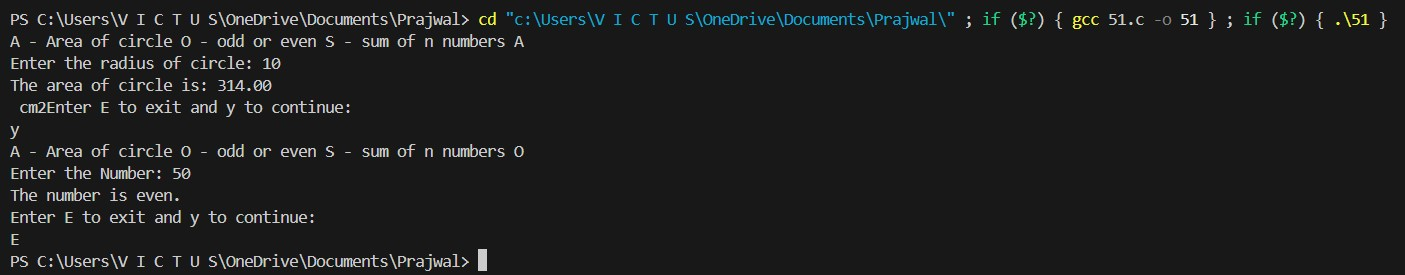 PS C:\Users\V I C T U S\OneDrive\Documents\Prajwal> cd "c:\Users\V I C T U S\OneDrive\Documents\Prajwal\" ; if ($?) { gcc 51.c -o 51 } ; if ($?) { .\51 }
A - Area of circle O - odd or even S - sum of n numbers A
Enter the radius of circle: 10
The area of circle is: 314.00
 cm2Enter E to exit and y to continue:
y
A - Area of circle O - odd or even S - sum of n numbers O
Enter the Number: 50
The number is even.
Enter E to exit and y to continue:
E
PS C:\Users\V I C T U S\OneDrive\Documents\Prajwal>